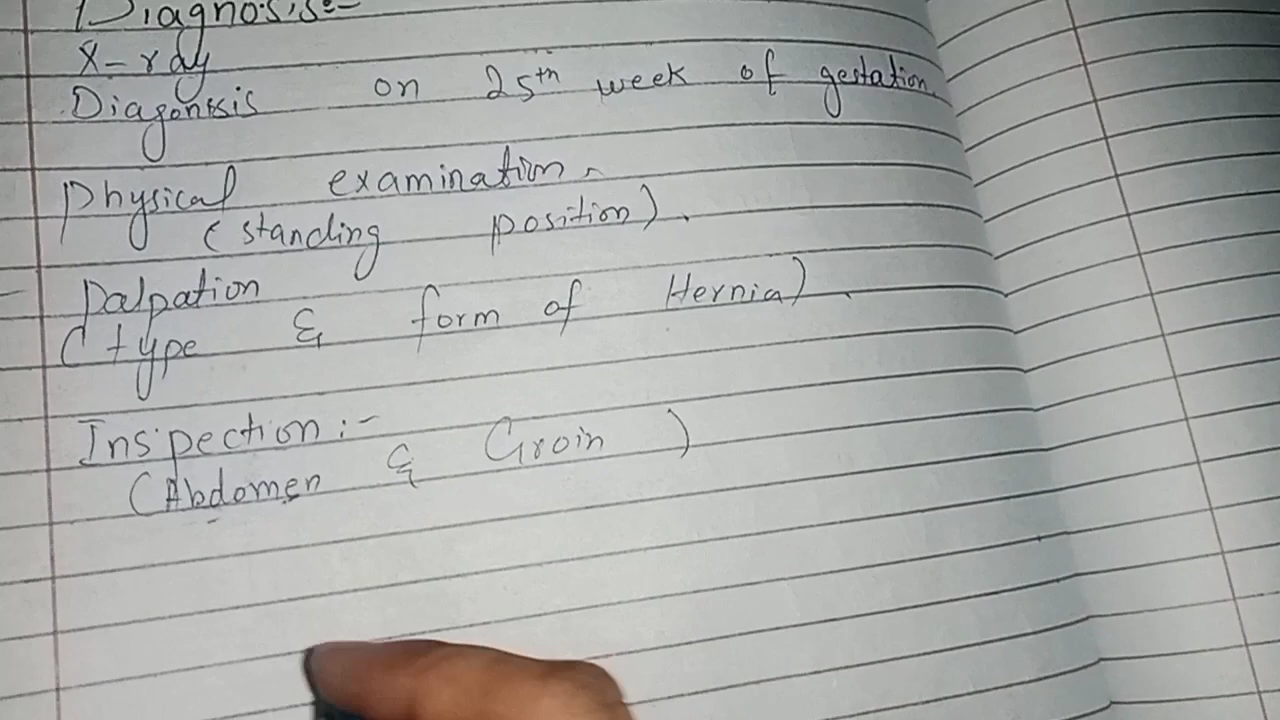 Diagnosis:-
X-ray
Diagonsis on 25th week of gestation.
Physical examination.
(standing position).
Palpation
(type & form of Hernia).
Inspection:-
(Abdomen & Groin)